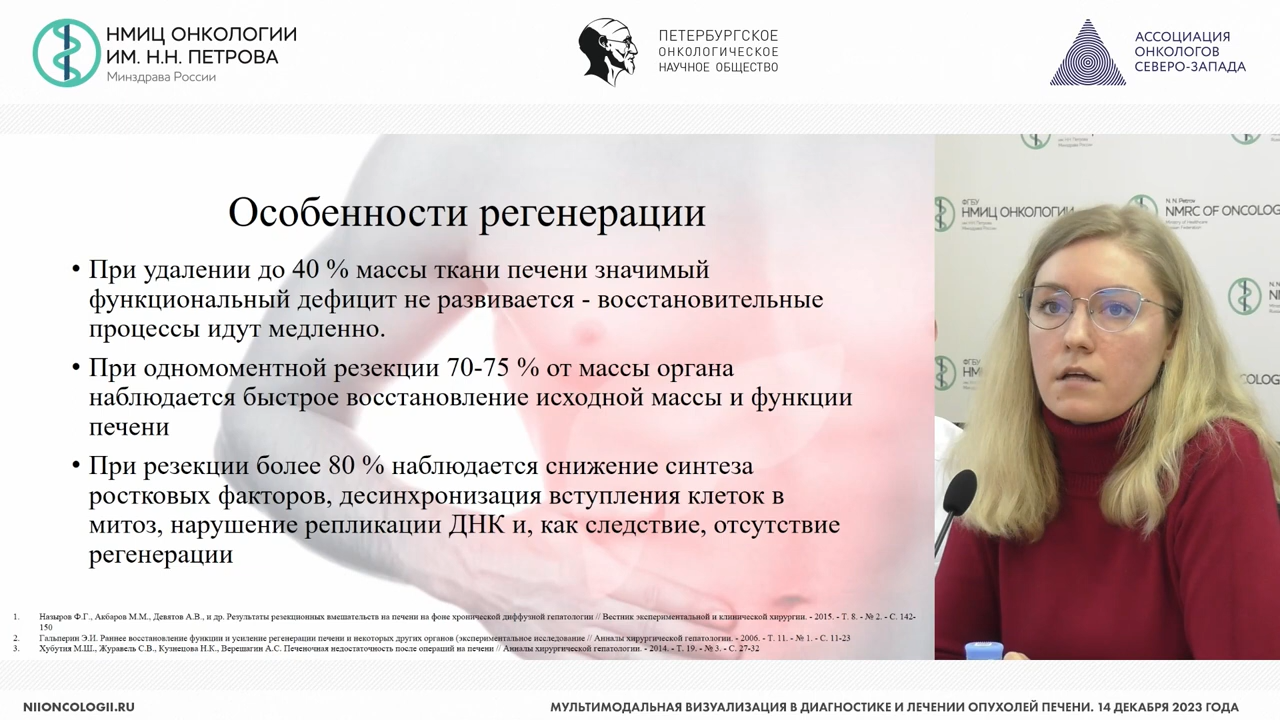 НМИЦ ОНКОЛОГИИ
ИМ. Н.Н. ПЕТРОВА
Минздрава России
ПЕТЕРБУРГСКОЕ
ОНКОЛОГИЧЕСКОЕ
НАУЧНОЕ ОБЩЕСТВО
АССОЦИАЦИЯ
ОНКОЛОГОВ
СЕВЕРО-ЗАПАДА
Особенности регенерации
• При удалении до 40 % массы ткани печени значимый
функциональный дефицит не развивается - восстановительные
процессы идут медленно.
• При одномоментной резекции 70-75 % от массы органа
наблюдается быстрое восстановление исходной массы и функции
печени
• При резекции более 80 % наблюдается снижение синтеза
ростковых факторов, десинхронизация вступления клеток в
митоз, нарушение репликации ДНК и, как следствие, отсутствие
регенерации
1. Назыров Ф.Г., Акбаров М.М., Девятов А.В., и др. Результаты резекционных вмешательств на печени на фоне хронической диффузной гепатологии // Вестник экспериментальной и клинической хирургии. - 2015. - Т. 8. - № 2. - С. 142-
150
2. Гальперин Э.И. Раннее восстановление функции и усиление регенерации печени и некоторых других органов (экспериментальное исследование // Анналы хирургической гепатологии. - 2006. - Т. 11. - № 1. - С. 11-23
3. Хубутия М.Ш., Журавель С.В., Кузнецова Н.К., Верешагин А.С. Печеночная недостаточность после операций на печени // Анналы хирургической гепатологии. - 2014. - Т. 19. - № 3. - С. 27-32
ФГБУ
НМИЦ ОНКОЛОГИИ
N.N. Petrov
NMRC OF ONCOLOG
NIIONCOLOGII.RU
МУЛЬТИМОДАЛЬНАЯ ВИЗУАЛИЗАЦИЯ В ДИАГНОСТИКЕ И ЛЕЧЕНИИ ОПУХОЛЕЙ ПЕЧЕНИ. 14 ДЕКАБРЯ 2023 ГОДА